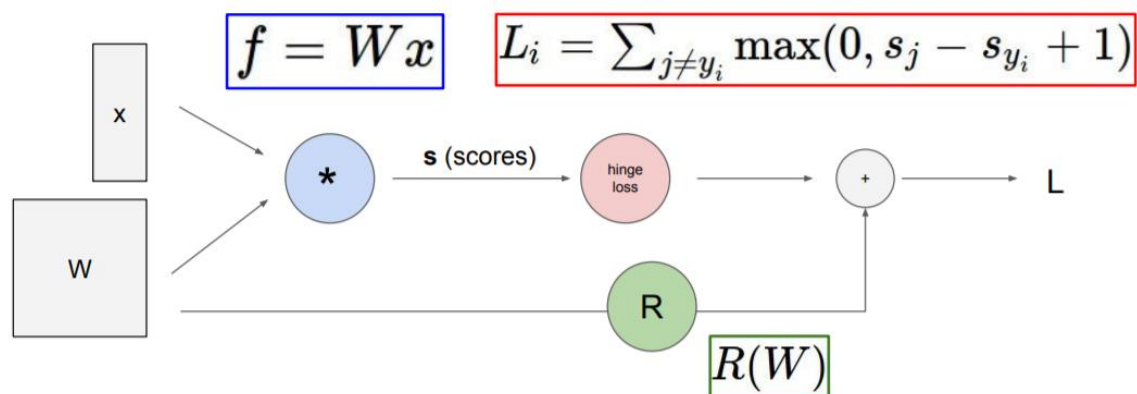 f = Wx
L_i = ∑_{j≠y_i} max(0, s_j − s_{y_i} + 1)
x
*
s (scores)
hinge
loss
+
L
W
R
R(W)